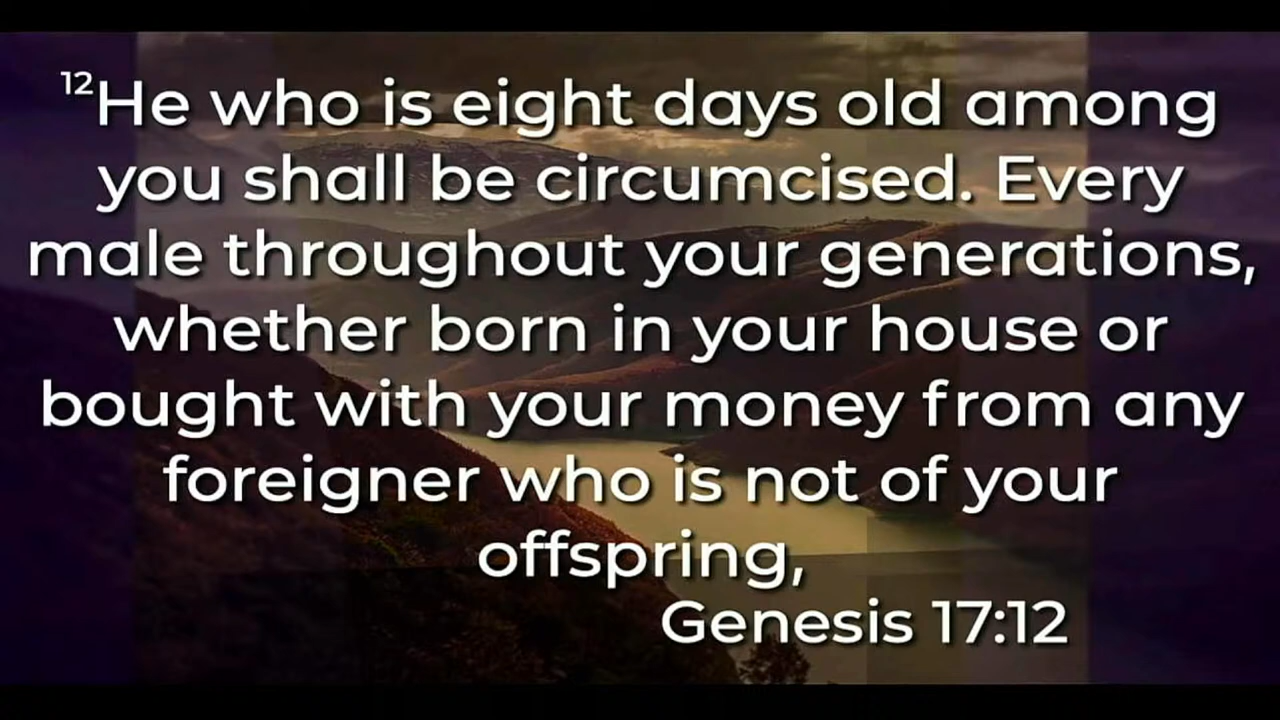 12He who is eight days old among
you shall be circumcised. Every
male throughout your generations,
whether born in your house or
bought with your money from any
foreigner who is not of your
offspring,
Genesis 17:12